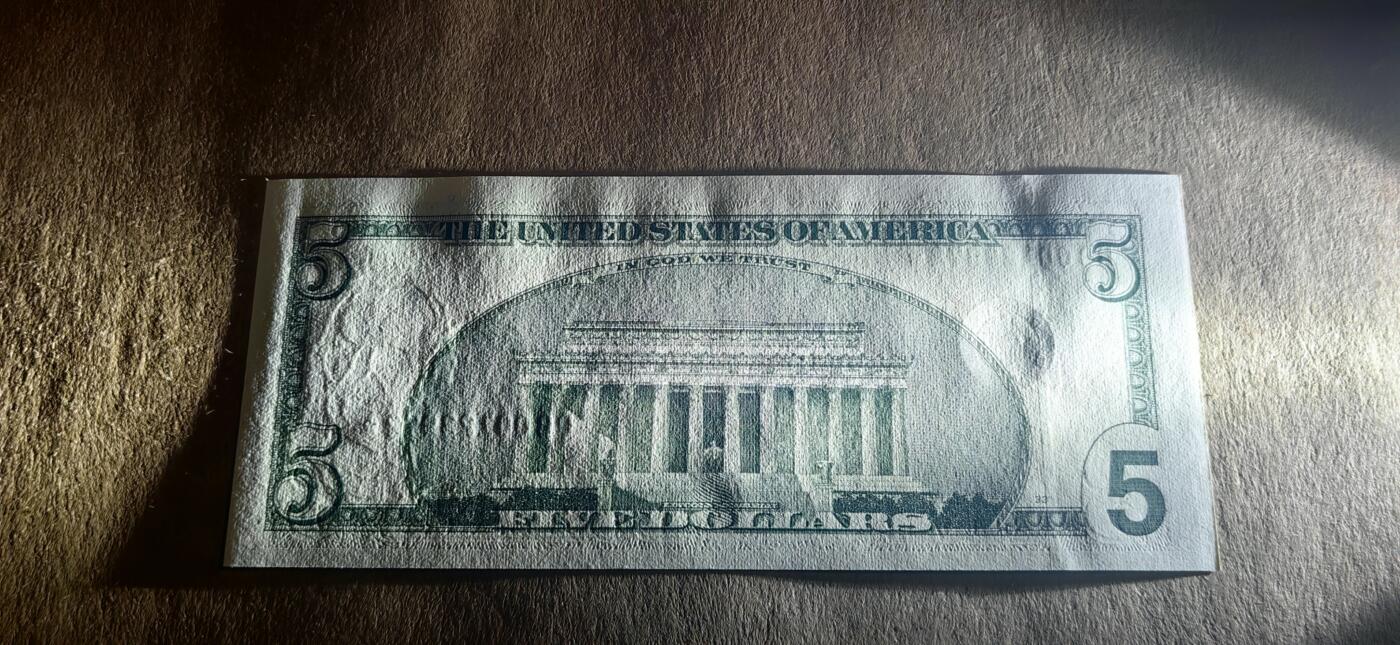 5 THE UNITED STATES OF AMERICA 5
IN GOD WE TRUST
5 FIVE DOLLARS 5